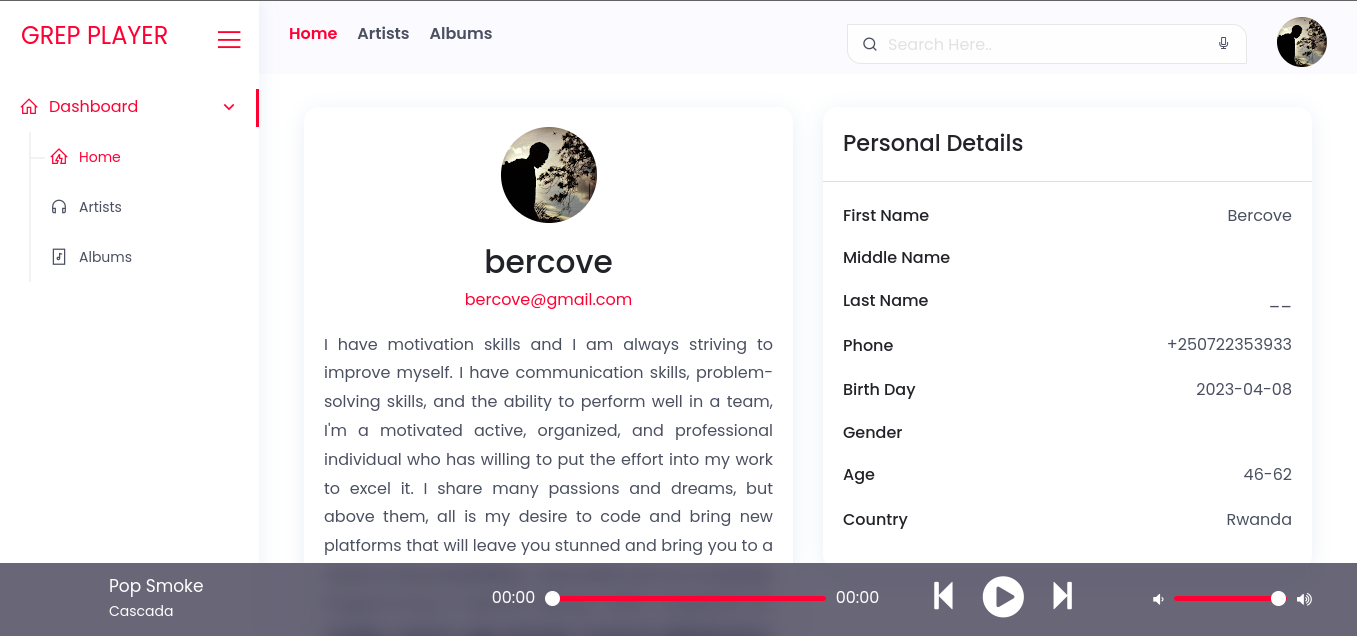 GREP PLAYER
Home Artists Albums
Search Here..
Dashboard
Home
Artists
Albums
bercove
bercove@gmail.com
I have motivation skills and I am always striving to
improve myself. I have communication skills, problem-
solving skills, and the ability to perform well in a team,
I'm a motivated active, organized, and professional
individual who has willing to put the effort into my work
to excel it. I share many passions and dreams, but
above them, all is my desire to code and bring new
platforms that will leave you stunned and bring you to a
Personal Details
First Name Bercove
Middle Name
Last Name __
Phone +250722353933
Birth Day 2023-04-08
Gender
Age 46-62
Country Rwanda
Pop Smoke
Cascada
00:00 00:00